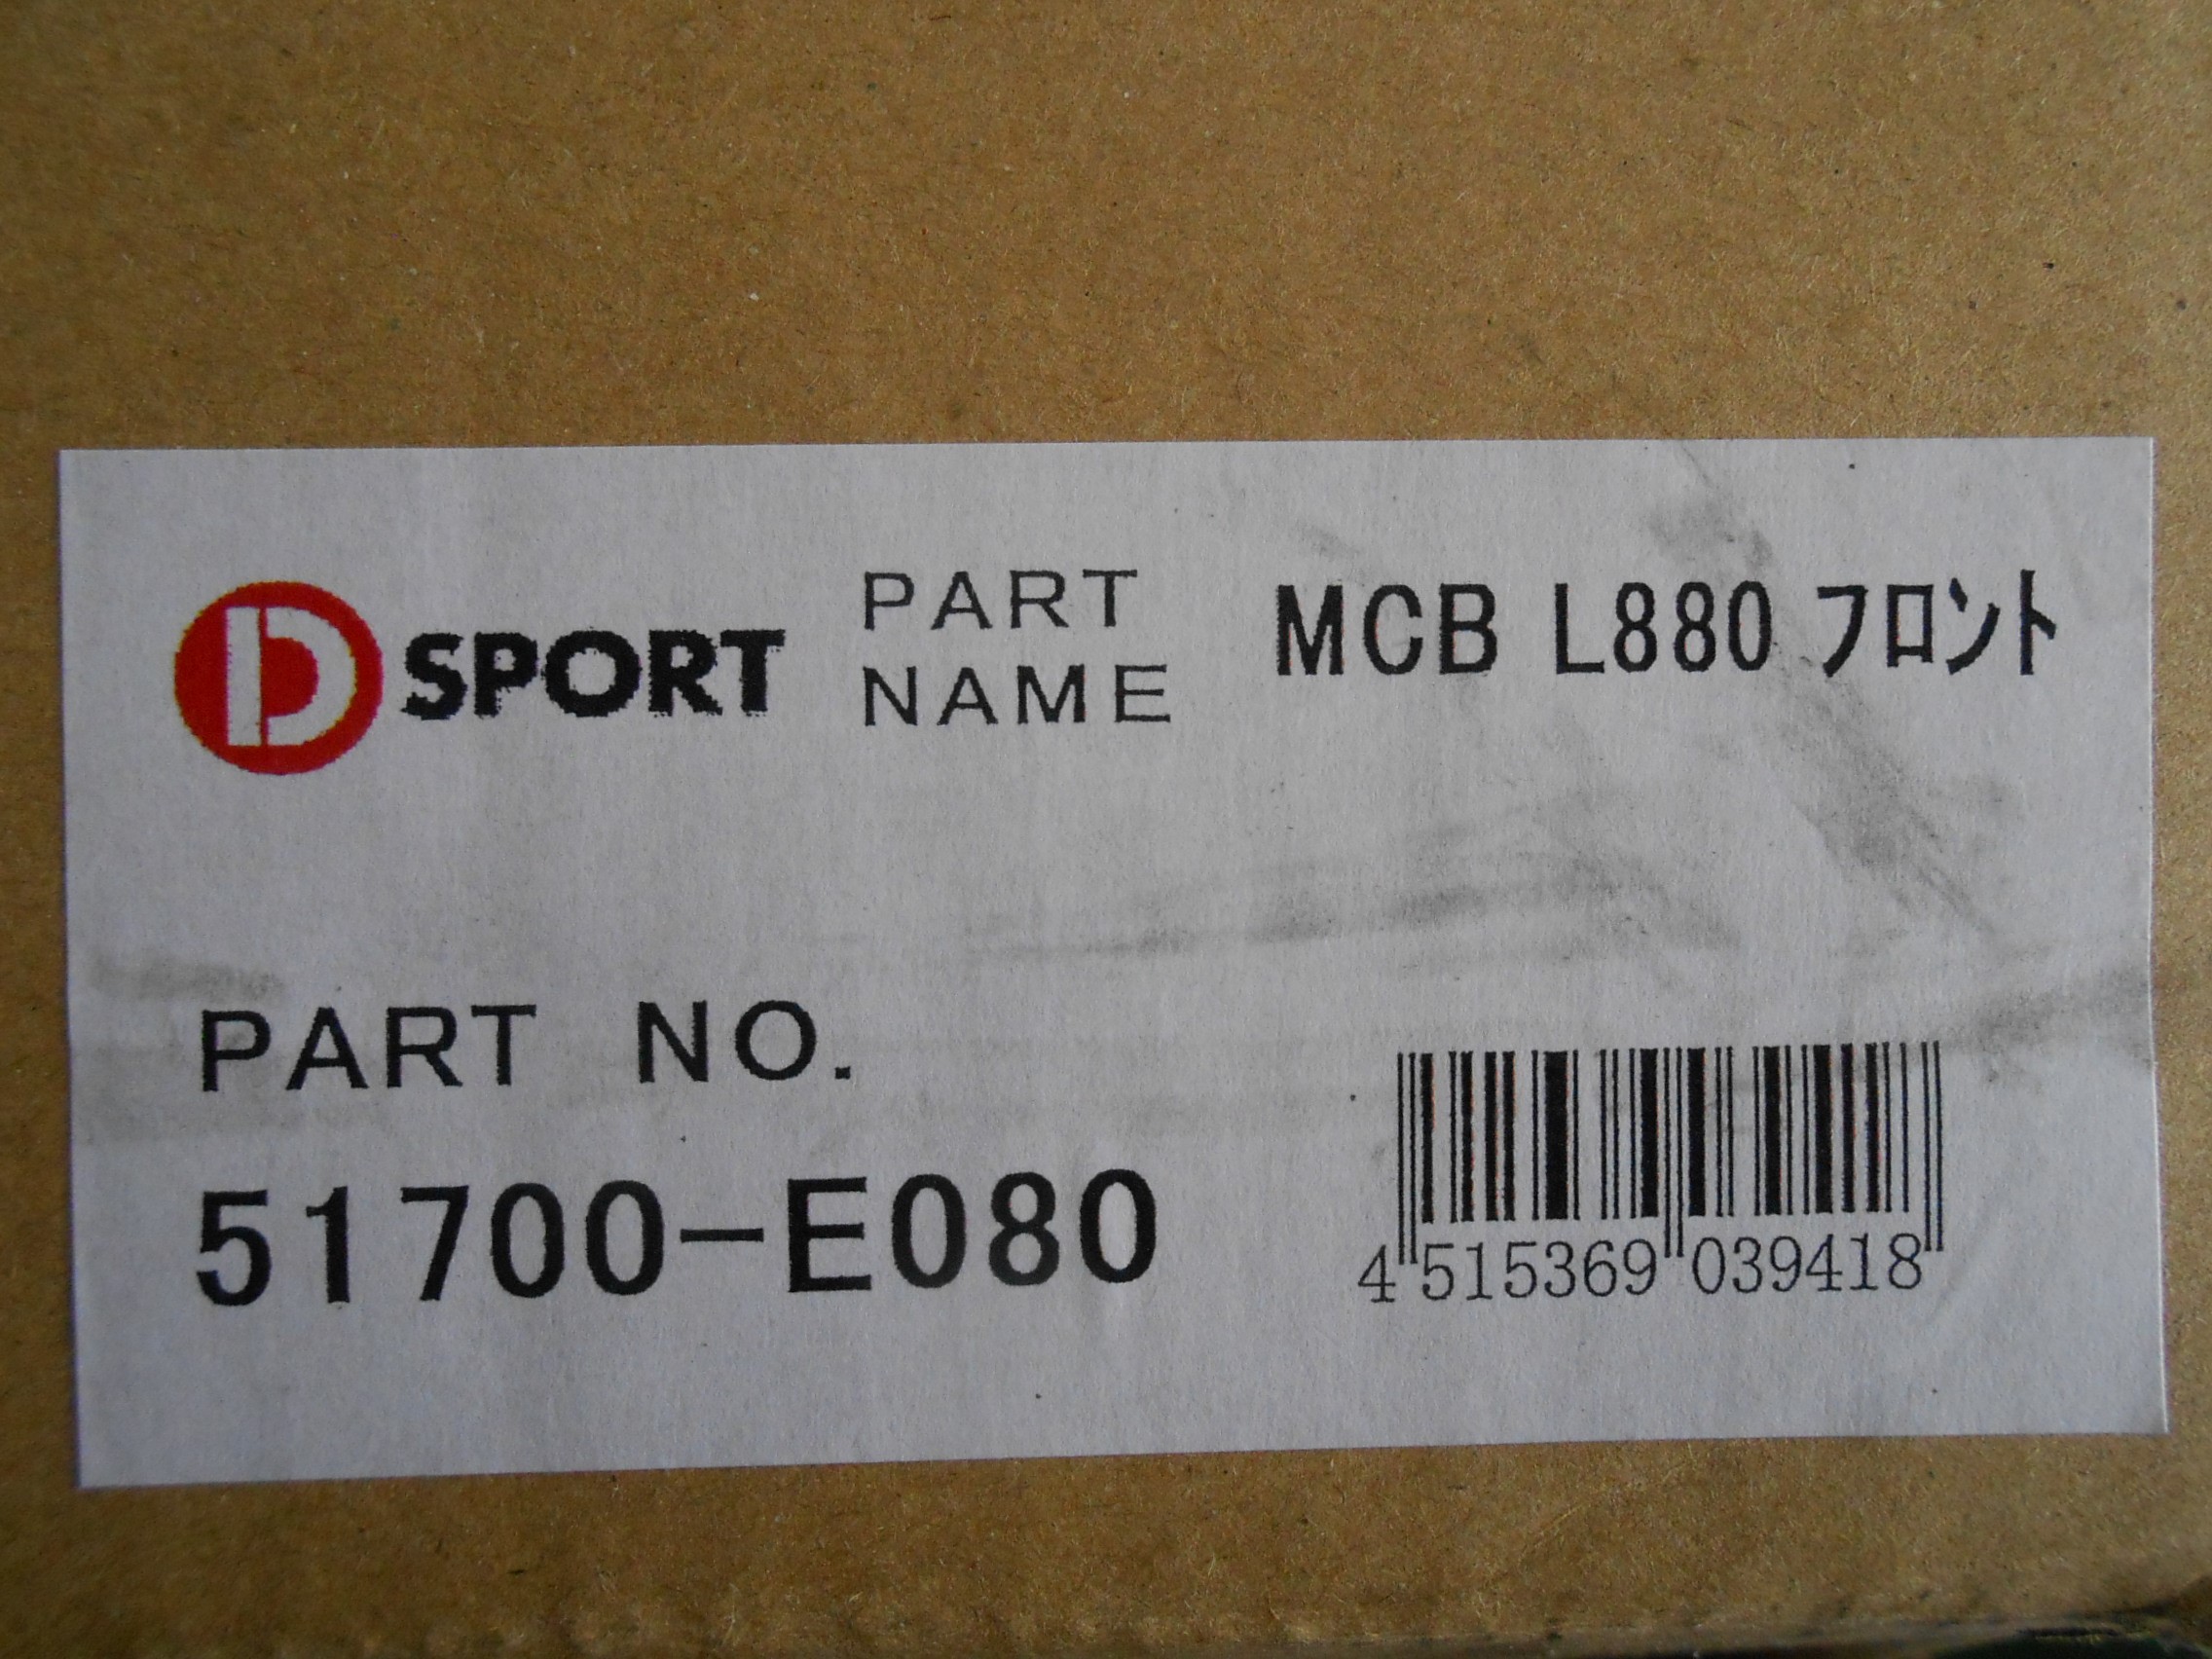 D SPORT
PART NAME
MCB L880 ﾌﾛﾝﾄ
PART NO.
51700-E080
4 515369 039418